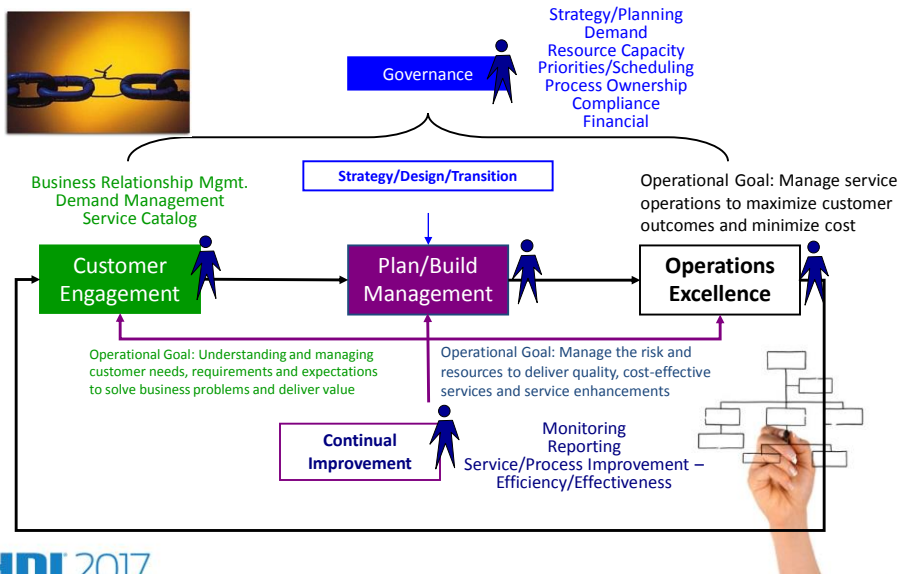 Strategy/Planning
Demand
Resource Capacity
Priorities/Scheduling
Process Ownership
Compliance
Financial
Governance
Business Relationship Mgmt.
Demand Management
Service Catalog
Strategy/Design/Transition
Operational Goal: Manage service
operations to maximize customer
outcomes and minimize cost
Customer
Engagement
Plan/Build
Management
Operations
Excellence
Operational Goal: Understanding and managing
customer needs, requirements and expectations
to solve business problems and deliver value
Operational Goal: Manage the risk and
resources to deliver quality, cost-effective
services and service enhancements
Continual
Improvement
Monitoring
Reporting
Service/Process Improvement –
Efficiency/Effectiveness
HDI 2017